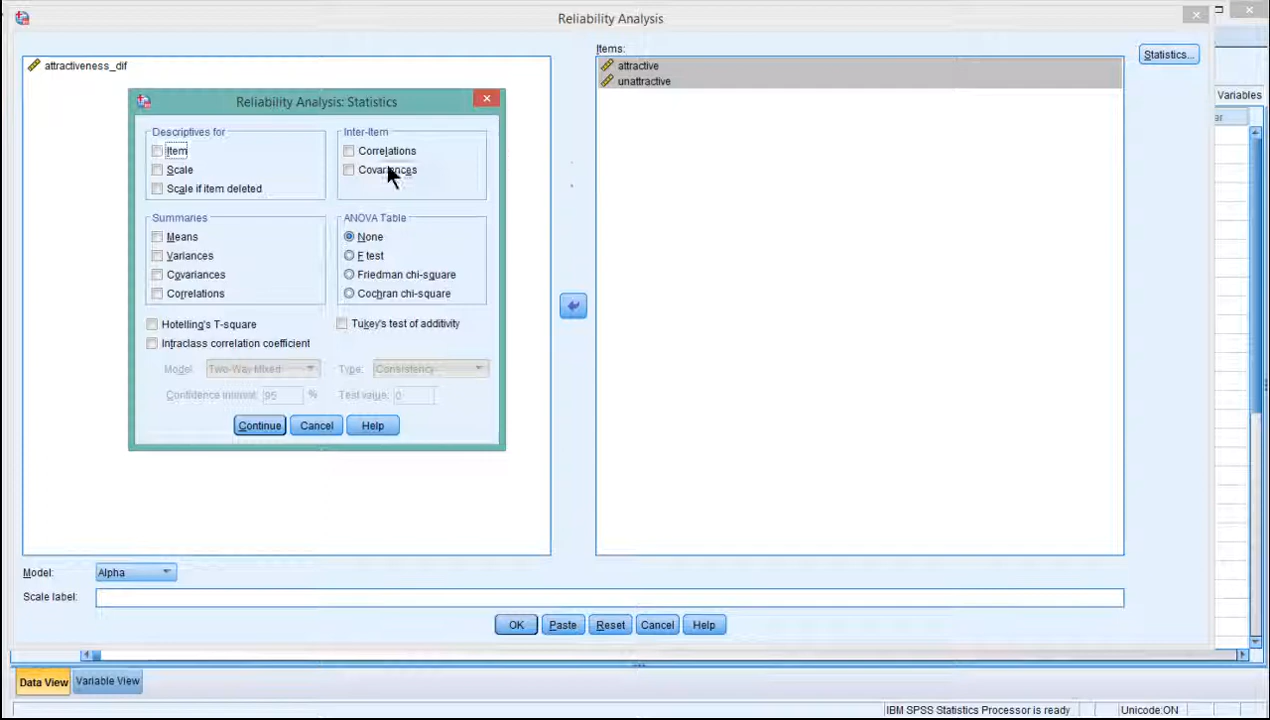 Reliability Analysis
attractiveness_dif
Items:
attractive
unattractive
Statistics...
Variables
Reliability Analysis: Statistics
Descriptives for
Item
Scale
Scale if item deleted
Inter-Item
Correlations
Covariances
Summaries
Means
Variances
Covariances
Correlations
ANOVA Table
None
F test
Friedman chi-square
Cochran chi-square
Hotelling's T-square
Tukey's test of additivity
Intraclass correlation coefficient
Model: Two-Way Mixed Type: Consistency
Confidence interval: 95 % Test value: 0
Continue Cancel Help
Model: Alpha
Scale label:
OK Paste Reset Cancel Help
Data View Variable View
IBM SPSS Statistics Processor is ready Unicode:ON